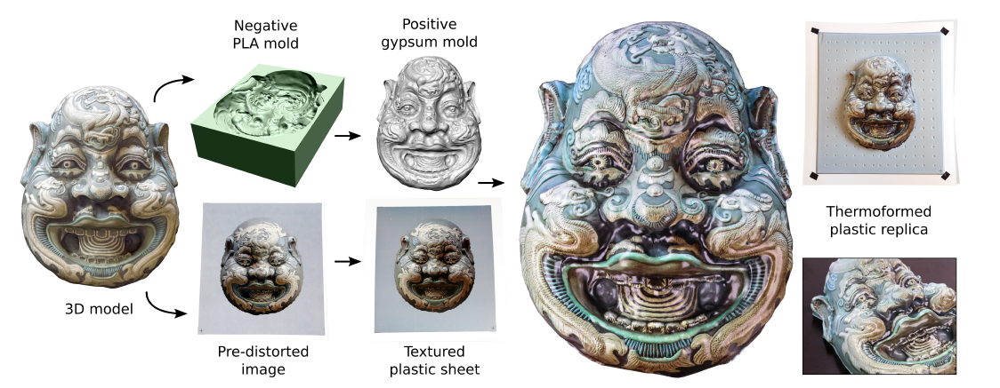 Negative
PLA mold
Positive
gypsum mold
3D model
Pre-distorted
image
Textured
plastic sheet
Thermoformed
plastic replica